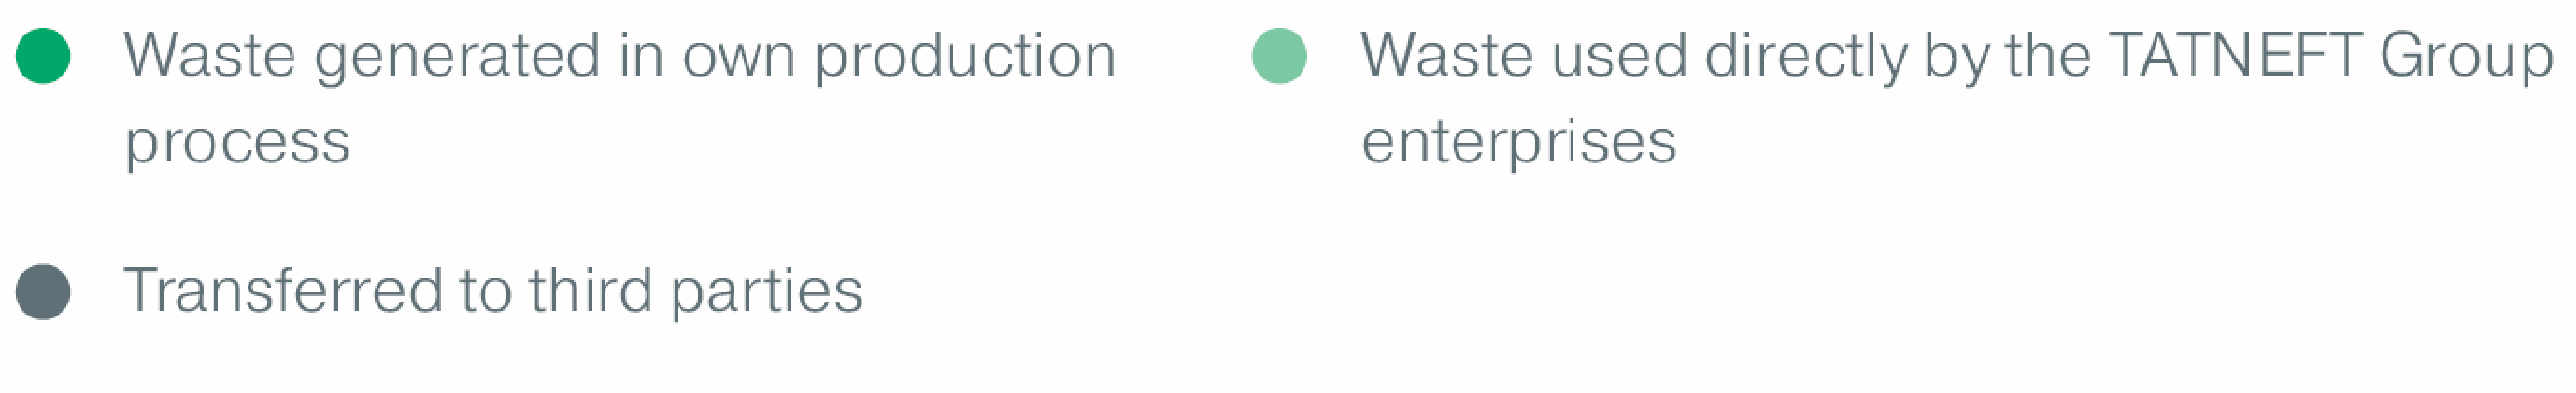 Waste generated in own production
process
Waste used directly by the TATNEFT Group
enterprises
Transferred to third parties